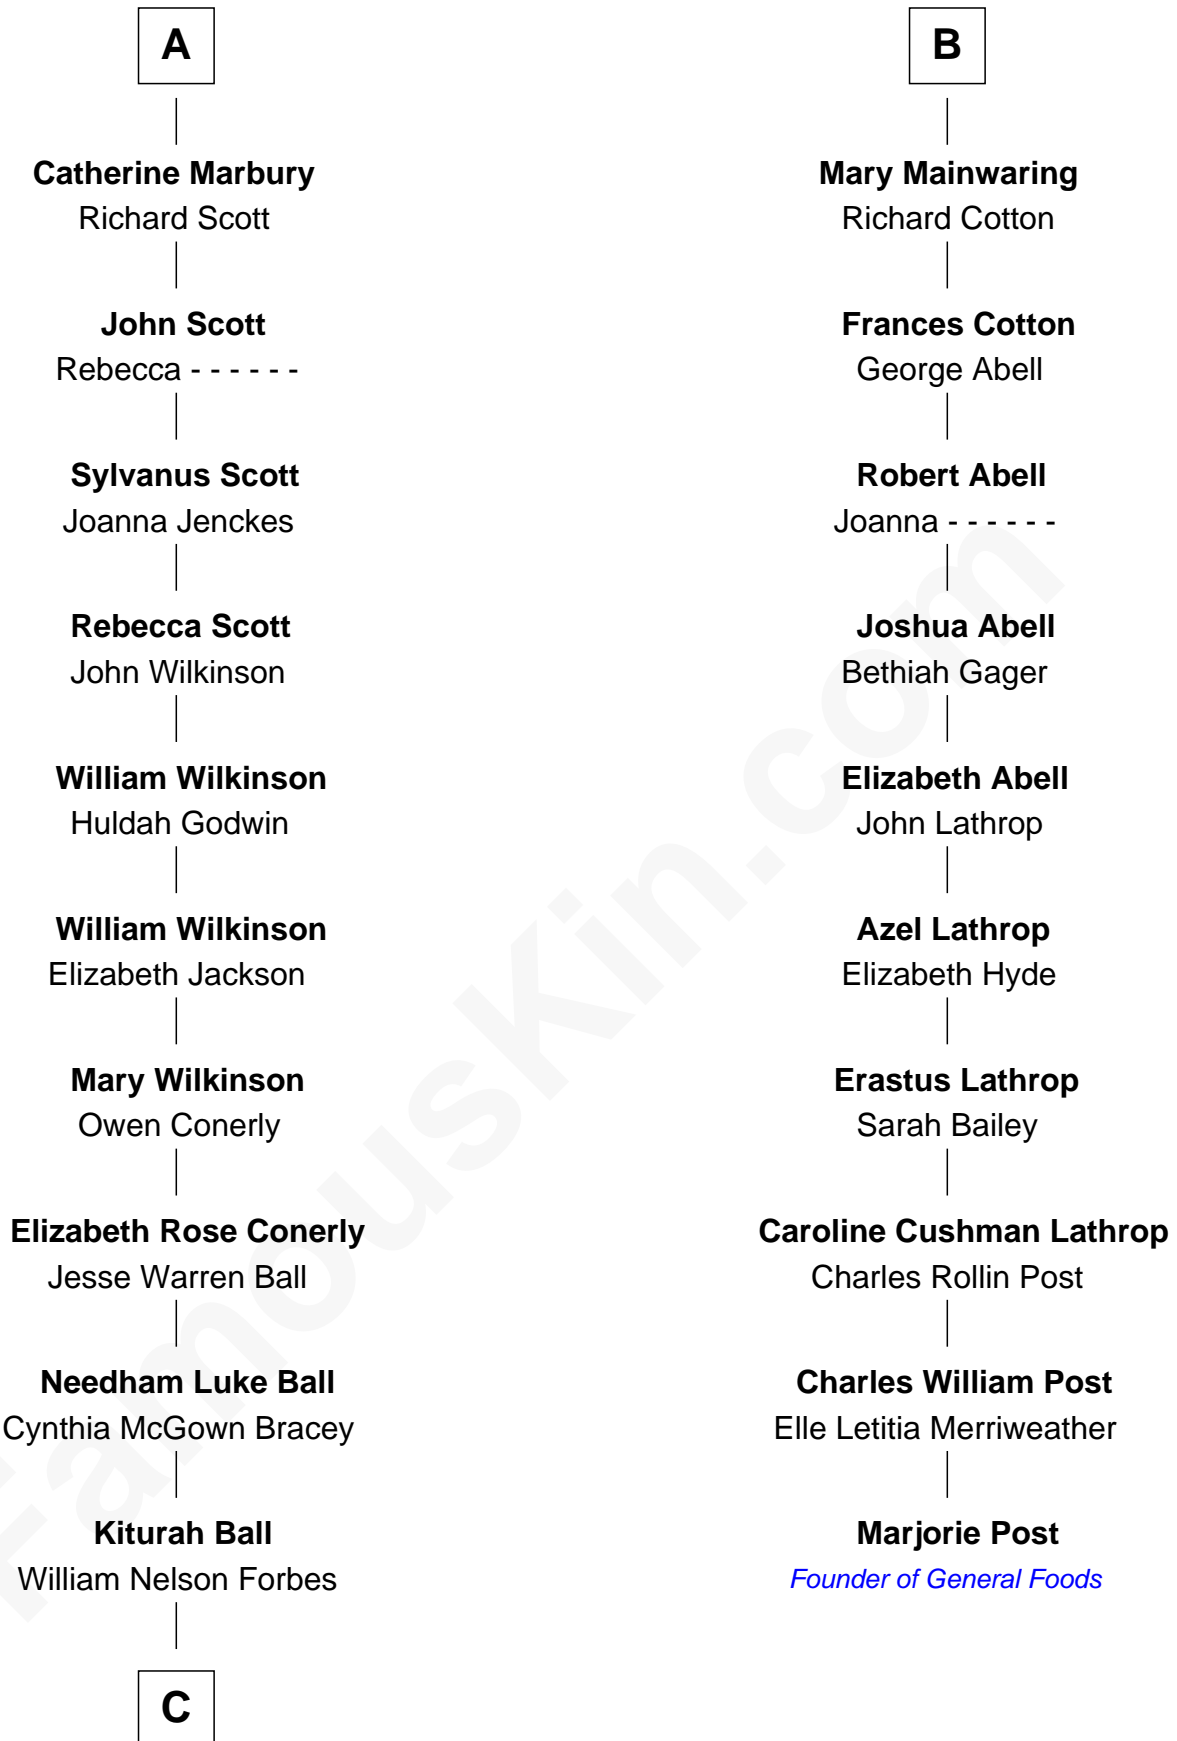 A
Catherine Marbury
Richard Scott
John Scott
Rebecca - - - - - -
Sylvanus Scott
Joanna Jenckes
Rebecca Scott
John Wilkinson
William Wilkinson
Huldah Godwin
William Wilkinson
Elizabeth Jackson
Mary Wilkinson
Owen Conerly
Elizabeth Rose Conerly
Jesse Warren Ball
Needham Luke Ball
Cynthia McGown Bracey
Kiturah Ball
William Nelson Forbes
C
B
Mary Mainwaring
Richard Cotton
Frances Cotton
George Abell
Robert Abell
Joanna - - - - - -
Joshua Abell
Bethiah Gager
Elizabeth Abell
John Lathrop
Azel Lathrop
Elizabeth Hyde
Erastus Lathrop
Sarah Bailey
Caroline Cushman Lathrop
Charles Rollin Post
Charles William Post
Elle Letitia Merriweather
Marjorie Post
Founder of General Foods
FamousKin.com